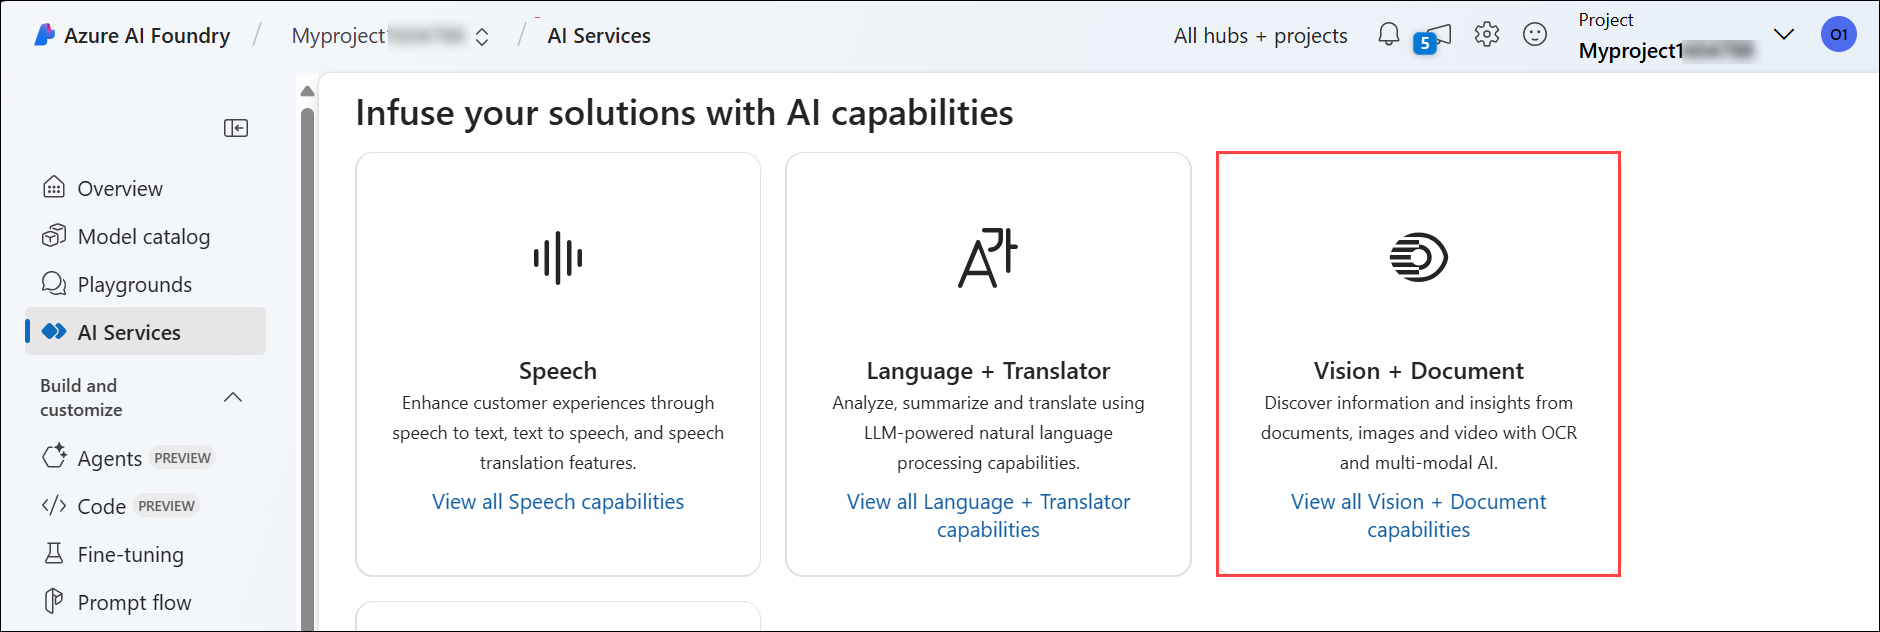 Azure AI Foundry / Myproject / AI Services
All hubs + projects
5
Project
Myproject1
O1
Infuse your solutions with AI capabilities
Overview
Model catalog
Playgrounds
AI Services
Build and
customize
Agents PREVIEW
Code PREVIEW
Fine-tuning
Prompt flow
Speech
Enhance customer experiences through
speech to text, text to speech, and speech
translation features.
View all Speech capabilities
Language + Translator
Analyze, summarize and translate using
LLM-powered natural language
processing capabilities.
View all Language + Translator
capabilities
Vision + Document
Discover information and insights from
documents, images and video with OCR
and multi-modal AI.
View all Vision + Document
capabilities